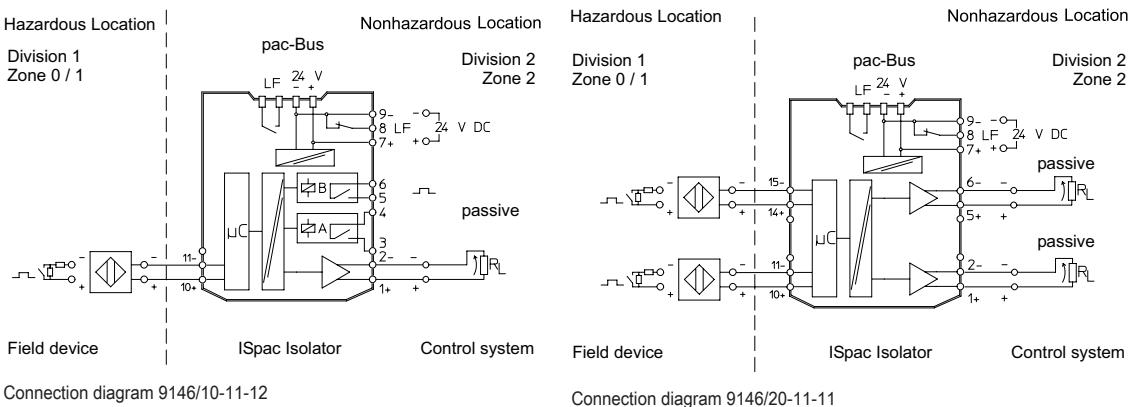 Hazardous Location
Nonhazardous Location
Division 1
Zone 0 / 1
pac-Bus
Division 2
Zone 2
LF 24 V
- +
9-
8 LF
7+
-
+
24 V DC
B
6
5
4
A
3
passive
µC
11-
10+
-
+
-
+
2-
1+
-
+
RL
Field device
ISpac Isolator
Control system
Connection diagram 9146/10-11-12
Hazardous Location
Nonhazardous Location
Division 1
Zone 0 / 1
pac-Bus
Division 2
Zone 2
LF 24 V
- +
9-
8 LF
7+
-
+
24 V DC
passive
15-
14+
-
+
-
+
6-
5+
-
+
RL
µC
passive
11-
10+
-
+
-
+
2-
1+
-
+
RL
Field device
ISpac Isolator
Control system
Connection diagram 9146/20-11-11